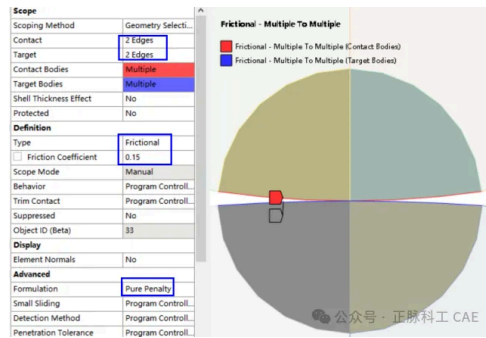 Scope
Scoping Method Geometry Selecti...
Contact 2 Edges
Target 2 Edges
Contact Bodies Multiple
Target Bodies Multiple
Shell Thickness Effect No
Protected No
Definition
Type Frictional
Friction Coefficient 0.15
Scope Mode Manual
Behavior Program Controll...
Trim Contact Program Controll...
Suppressed No
Object ID (Beta) 33
Display
Element Normals No
Advanced
Formulation Pure Penalty
Small Sliding Program Controll...
Detection Method Program Controll...
Penetration Tolerance Program Controll...
Frictional - Multiple To Multiple
Frictional - Multiple To Multiple (Contact Bodies)
Frictional - Multiple To Multiple (Target Bodies)
公众号 · 正脉科工 CAE